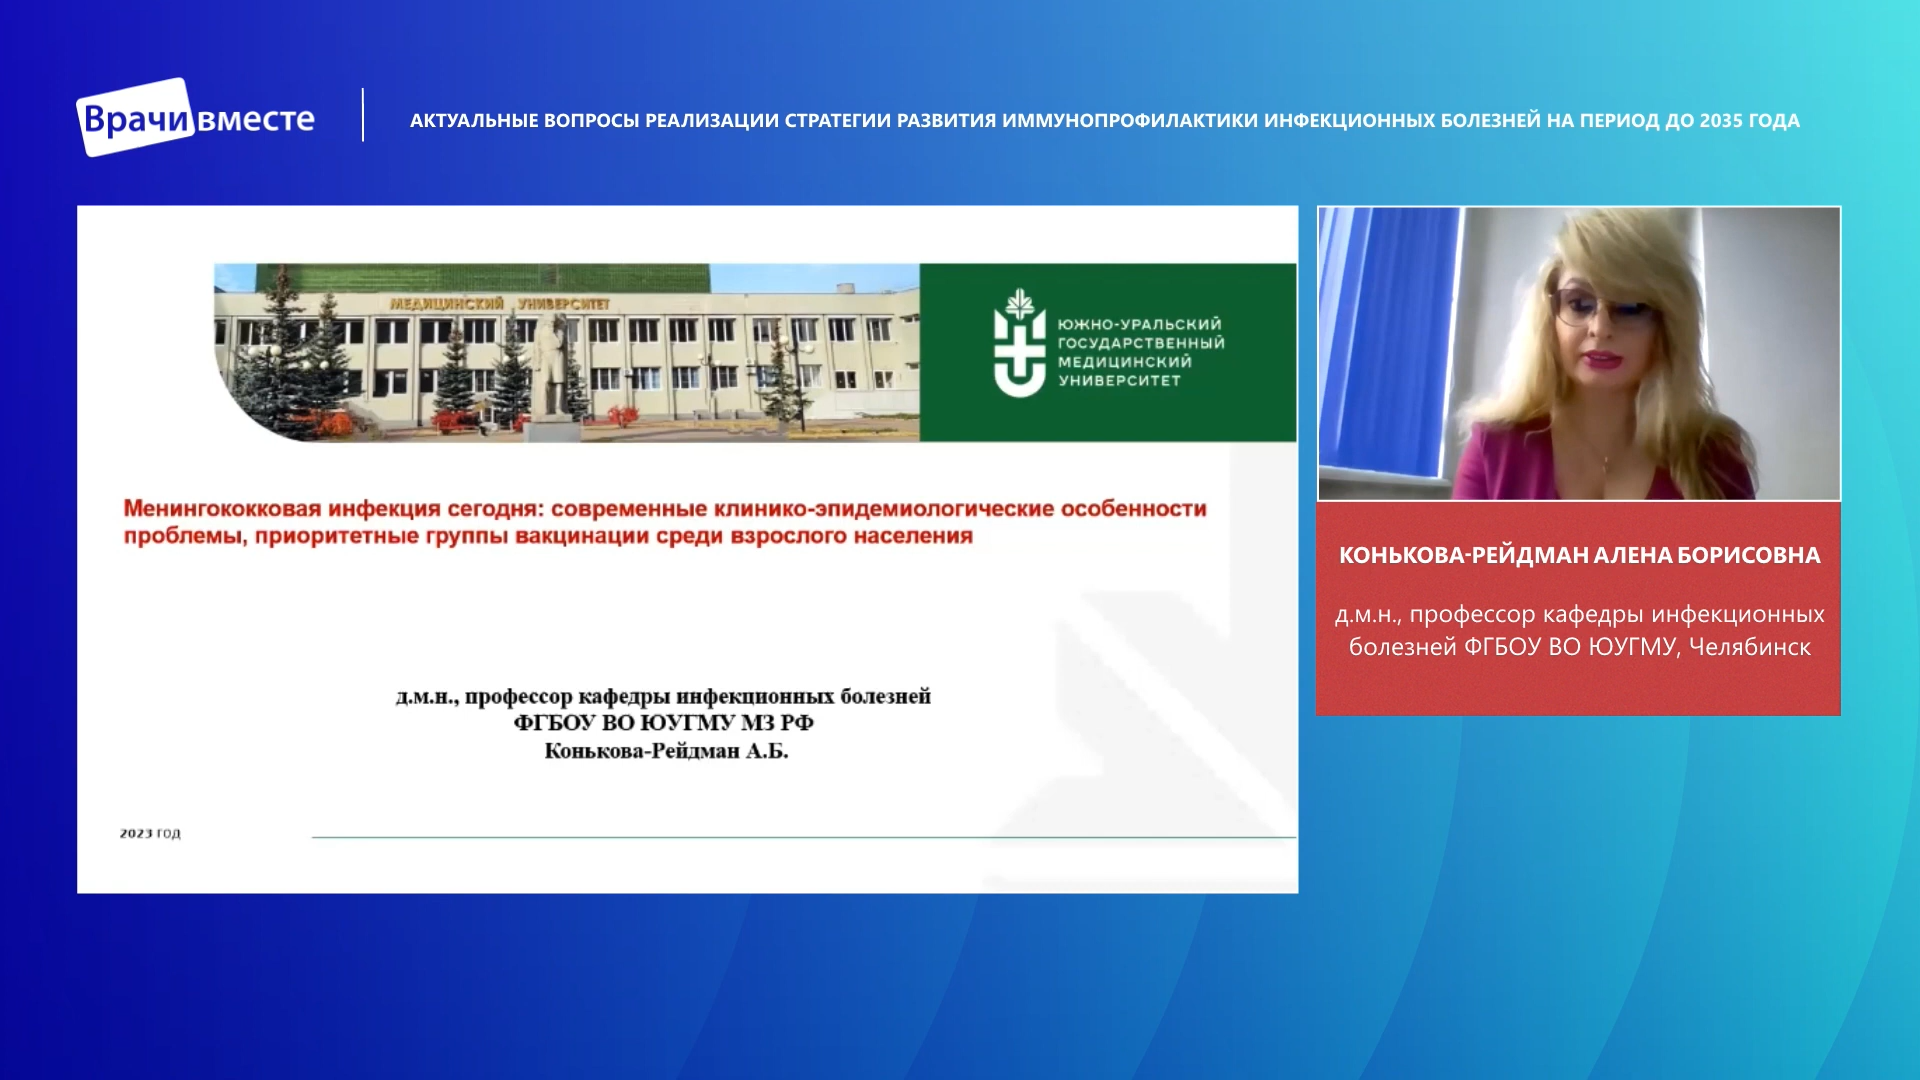 Врачи вместе
АКТУАЛЬНЫЕ ВОПРОСЫ РЕАЛИЗАЦИИ СТРАТЕГИИ РАЗВИТИЯ ИММУНОПРОФИЛАКТИКИ ИНФЕКЦИОННЫХ БОЛЕЗНЕЙ НА ПЕРИОД ДО 2035 ГОДА
МЕДИЦИНСКИЙ УНИВЕРСИТЕТ
ЮЖНО-УРАЛЬСКИЙ
ГОСУДАРСТВЕННЫЙ
МЕДИЦИНСКИЙ
УНИВЕРСИТЕТ
Менингококковая инфекция сегодня: современные клинико-эпидемиологические особенности
проблемы, приоритетные группы вакцинации среди взрослого населения
д.м.н., профессор кафедры инфекционных болезней
ФГБОУ ВО ЮУГМУ МЗ РФ
Конькова-Рейдман А.Б.
2023 год
КОНЬКОВА-РЕЙДМАН АЛЕНА БОРИСОВНА
д.м.н., профессор кафедры инфекционных
болезней ФГБОУ ВО ЮУГМУ, Челябинск